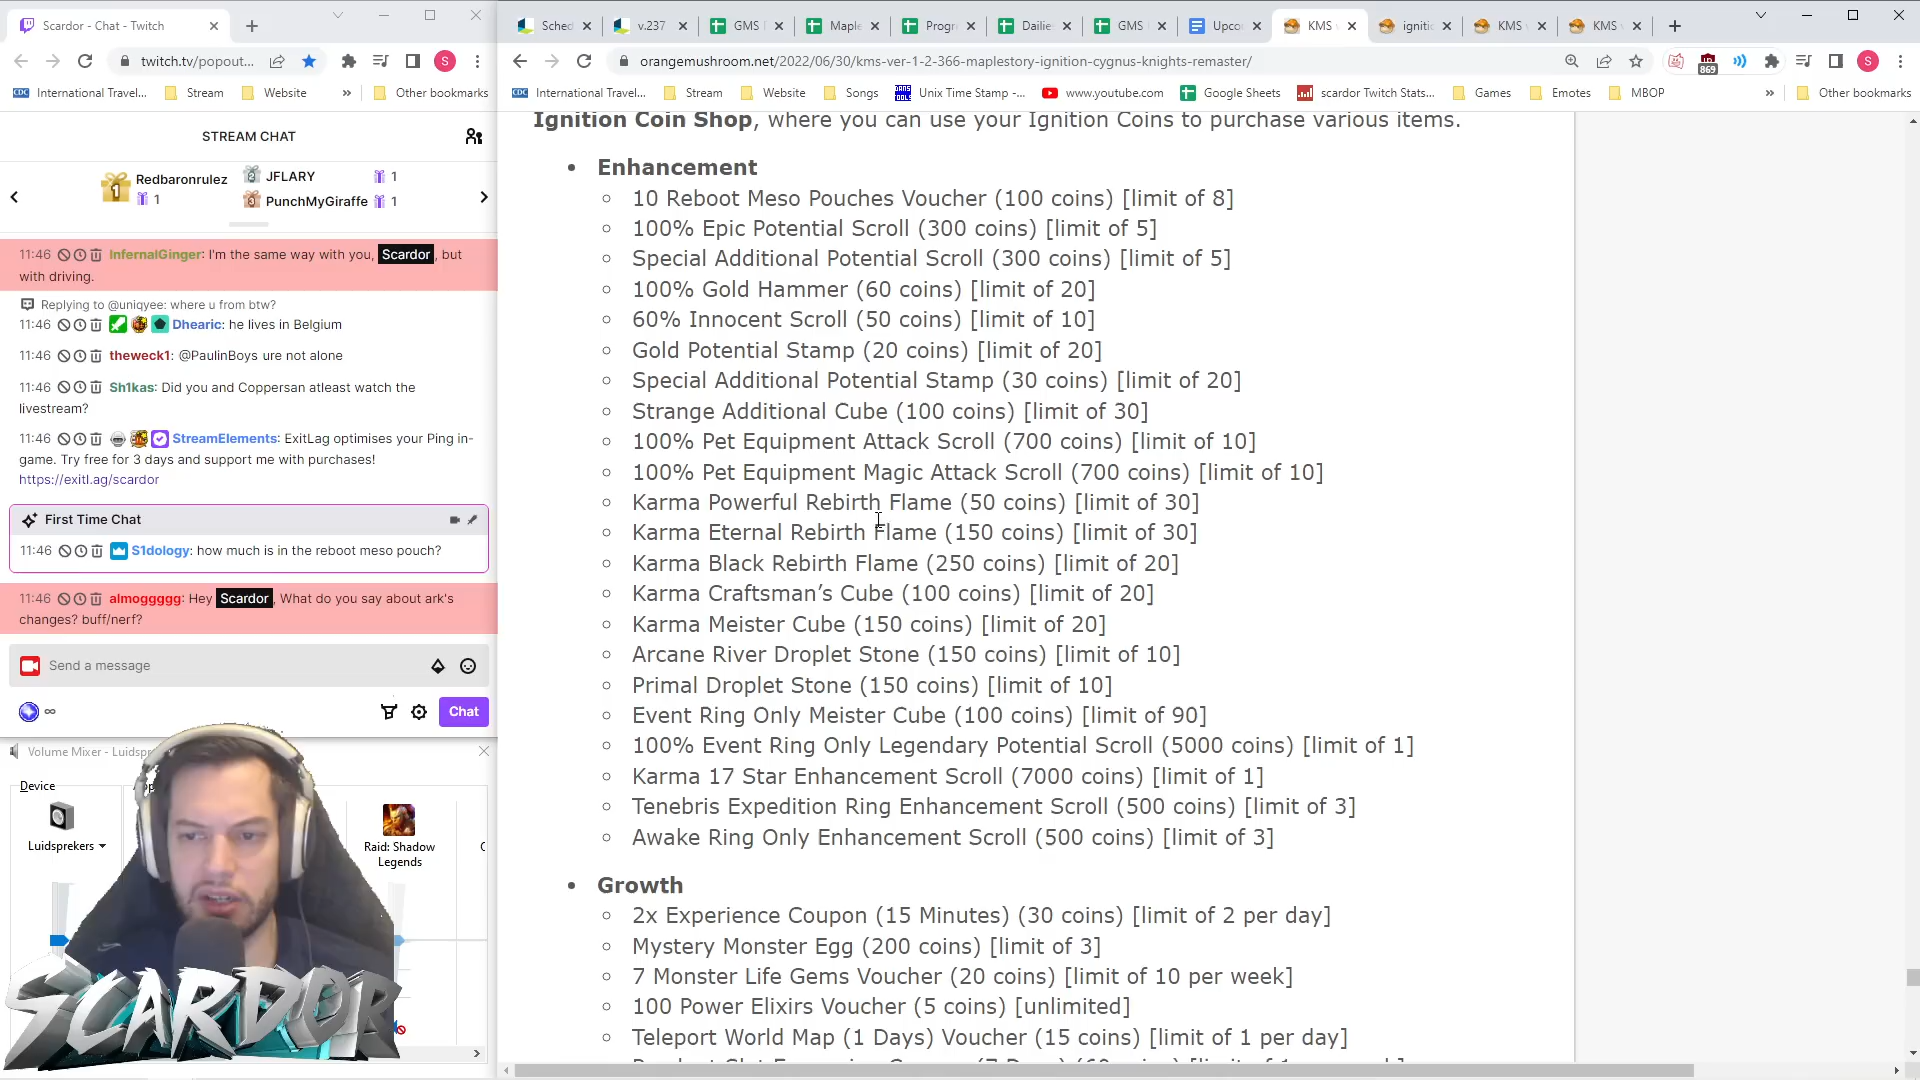 Scardor - Chat - Twitch
Sched
v.237
GMS
Maple
Progr
Dailie
GMS
Upco
KMS
igniti
KMS
KMS
twitch.tv/popout...
orangemushroom.net/2022/06/30/kms-ver-1-2-366-maplestory-ignition-cygnus-knights-remaster/
S
869
S
International Travel...
Stream
Website
»
Other bookmarks
International Travel...
Stream
Website
Songs
Unix Time Stamp -...
www.youtube.com
Google Sheets
scardor Twitch Stats...
Games
Emotes
MBOP
»
Other bookmarks
STREAM CHAT
1
Redbaronrulez
1
2
JFLARY
1
3
PunchMyGiraffe
1
11:46 InfernalGinger: I'm the same way with you, Scardor, but
with driving.
Replying to @uniqyee: where u from btw?
11:46 Dhearic: he lives in Belgium
11:46 theweck1: @PaulinBoys ure not alone
11:46 Sh1kas: Did you and Coppersan atleast watch the
livestream?
11:46 StreamElements: ExitLag optimises your Ping in-
game. Try free for 3 days and support me with purchases!
https://exitl.ag/scardor
First Time Chat
11:46 S1dology: how much is in the reboot meso pouch?
11:46 almoggggg: Hey Scardor, What do you say about ark's
changes? buff/nerf?
Send a message
∞
Chat
Volume Mixer - Luidspr
Device
Luidsprekers
Raid: Shadow
Legends
SCARDOR
Ignition Coin Shop, where you can use your Ignition Coins to purchase various items.
• Enhancement
○ 10 Reboot Meso Pouches Voucher (100 coins) [limit of 8]
○ 100% Epic Potential Scroll (300 coins) [limit of 5]
○ Special Additional Potential Scroll (300 coins) [limit of 5]
○ 100% Gold Hammer (60 coins) [limit of 20]
○ 60% Innocent Scroll (50 coins) [limit of 10]
○ Gold Potential Stamp (20 coins) [limit of 20]
○ Special Additional Potential Stamp (30 coins) [limit of 20]
○ Strange Additional Cube (100 coins) [limit of 30]
○ 100% Pet Equipment Attack Scroll (700 coins) [limit of 10]
○ 100% Pet Equipment Magic Attack Scroll (700 coins) [limit of 10]
○ Karma Powerful Rebirth Flame (50 coins) [limit of 30]
○ Karma Eternal Rebirth Flame (150 coins) [limit of 30]
○ Karma Black Rebirth Flame (250 coins) [limit of 20]
○ Karma Craftsman’s Cube (100 coins) [limit of 20]
○ Karma Meister Cube (150 coins) [limit of 20]
○ Arcane River Droplet Stone (150 coins) [limit of 10]
○ Primal Droplet Stone (150 coins) [limit of 10]
○ Event Ring Only Meister Cube (100 coins) [limit of 90]
○ 100% Event Ring Only Legendary Potential Scroll (5000 coins) [limit of 1]
○ Karma 17 Star Enhancement Scroll (7000 coins) [limit of 1]
○ Tenebris Expedition Ring Enhancement Scroll (500 coins) [limit of 3]
○ Awake Ring Only Enhancement Scroll (500 coins) [limit of 3]
• Growth
○ 2x Experience Coupon (15 Minutes) (30 coins) [limit of 2 per day]
○ Mystery Monster Egg (200 coins) [limit of 3]
○ 7 Monster Life Gems Voucher (20 coins) [limit of 10 per week]
○ 100 Power Elixirs Voucher (5 coins) [unlimited]
○ Teleport World Map (1 Days) Voucher (15 coins) [limit of 1 per day]